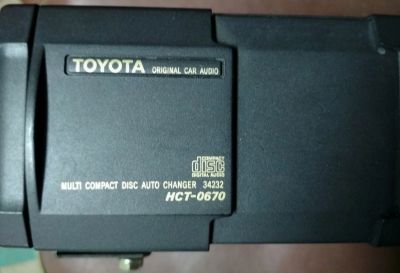 TOYOTA ORIGINAL CAR AUDIO
COMPACT
disc
DIGITAL AUDIO
MULTI COMPACT DISC AUTO CHANGER 34232
HCT-0670